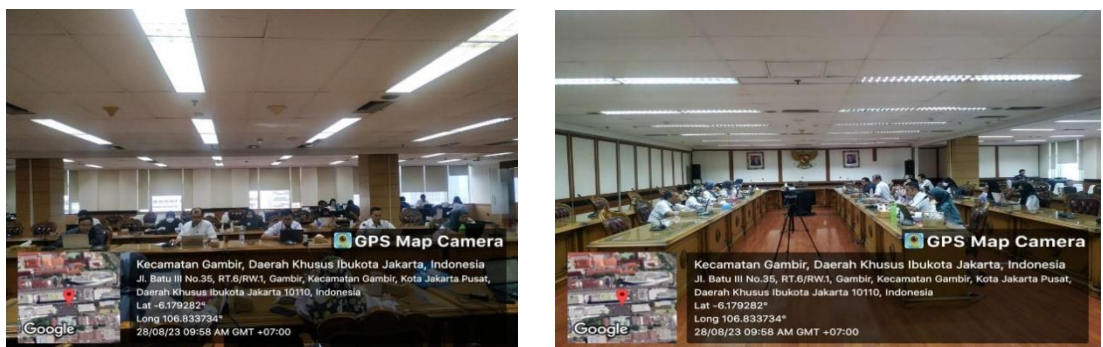 GPS Map Camera
Kecamatan Gambir, Daerah Khusus Ibukota Jakarta, Indonesia
Jl. Batu III No.35, RT.6/RW.1, Gambir, Kecamatan Gambir, Kota Jakarta Pusat,
Daerah Khusus Ibukota Jakarta 10110, Indonesia
Lat -6.179282°
Long 106.833734°
28/08/23 09:58 AM GMT +07:00
Google
GPS Map Camera
Kecamatan Gambir, Daerah Khusus Ibukota Jakarta, Indonesia
Jl. Batu III No.35, RT.6/RW.1, Gambir, Kecamatan Gambir, Kota Jakarta Pusat,
Daerah Khusus Ibukota Jakarta 10110, Indonesia
Lat -6.179282°
Long 106.833734°
28/08/23 09:58 AM GMT +07:00
Google